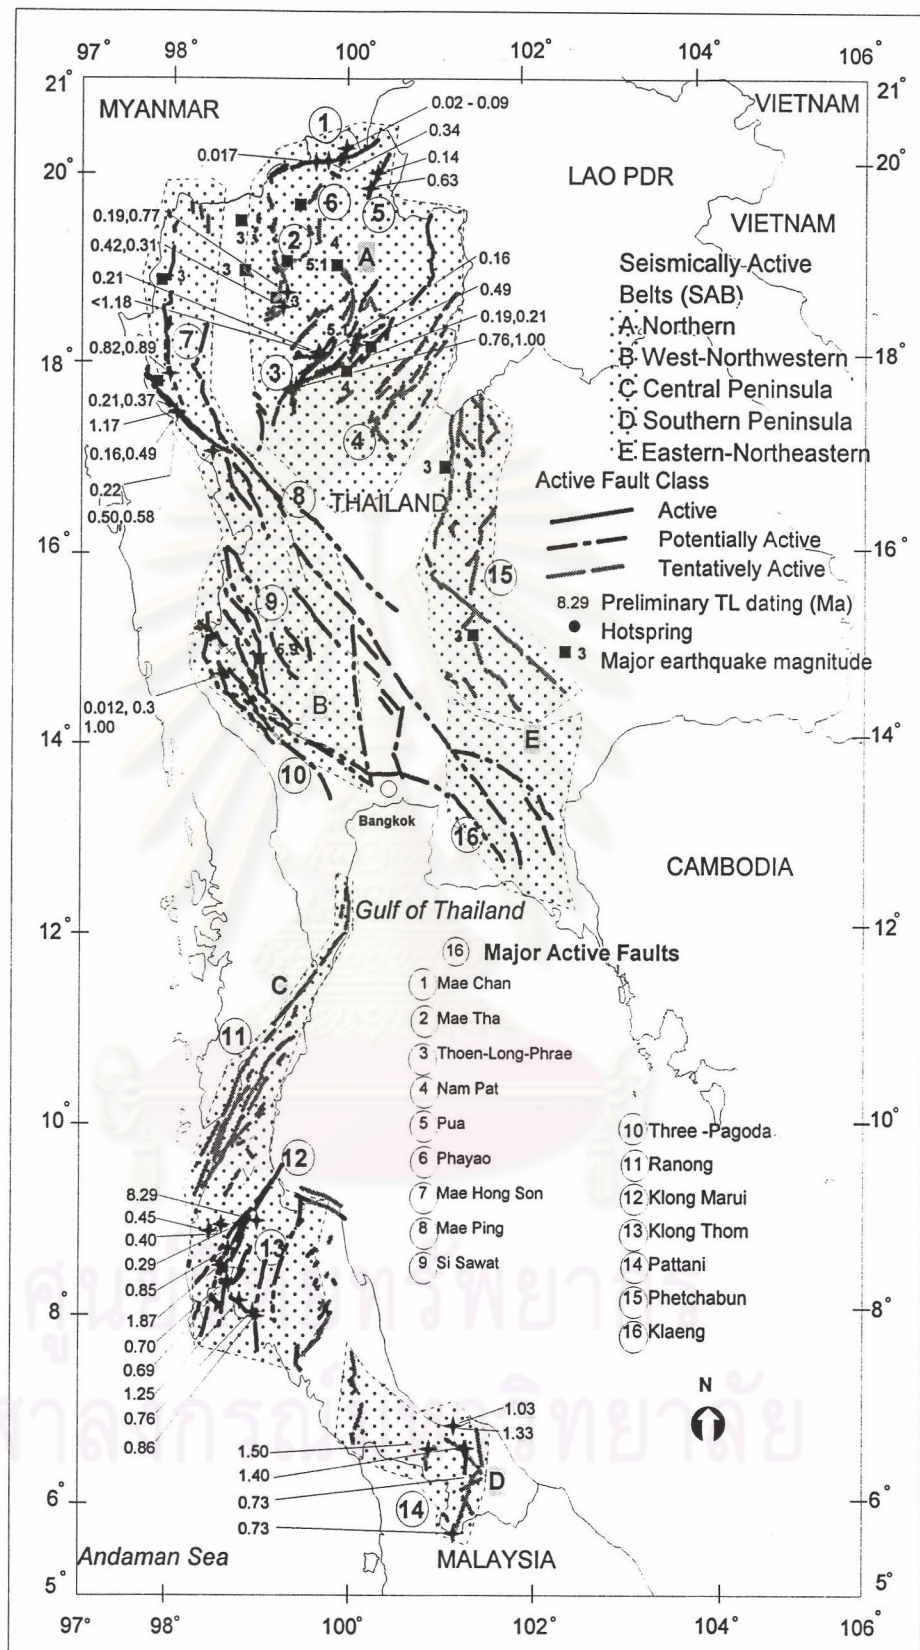 97° 98° 100° 102° 104° 106°
21° 21°
MYANMAR
VIETNAM
1
0.02 - 0.09
0.34
0.017
0.14
20° 20°
0.63
LAO PDR
6
5
0.19,0.77
3
2
4
VIETNAM
0.42,0.31
3
5.1
A
Seismically-Active
Belts (SAB)
3
0.16
0.21
3
0.49
<1.18
5.1
0.19,0.21
A Northern
7
0.76,1.00
18° 18°
0.82,0.89
B West-Northwestern
3
C Central Peninsula
4
0.21,0.37
D Southern Peninsula
1.17
4
E Eastern-Northeastern
0.16,0.49
3
Active Fault Class
0.22
8
THAILAND
Active
0.50,0.58
Potentially Active
16° 16°
15
Tentatively Active
9
8.29 Preliminary TL dating (Ma)
Hotspring
3
3 Major earthquake magnitude
5.9
0.012, 0.3
1.00
B
14° 14°
E
10
Bangkok
16
CAMBODIA
Gulf of Thailand
12° 12°
16 Major Active Faults
C
1 Mae Chan
2 Mae Tha
11
3 Thoen-Long-Phrae
4 Nam Pat
10° 10°
5 Pua
6 Phayao
7 Mae Hong Son
8 Mae Ping
9 Si Sawat
10 Three -Pagoda
11 Ranong
12 Klong Marui
13 Klong Thom
14 Pattani
15 Phetchabun
16 Klaeng
12
8.29
0.45
0.40
13
0.29
0.85
8° 8°
1.87
0.70
0.69
1.25
0.76
0.86
N
1.03
1.33
1.50
1.40
0.73
D
6° 6°
14
0.73
Andaman Sea
MALAYSIA
5° 5°
97° 98° 100° 102° 104° 106°